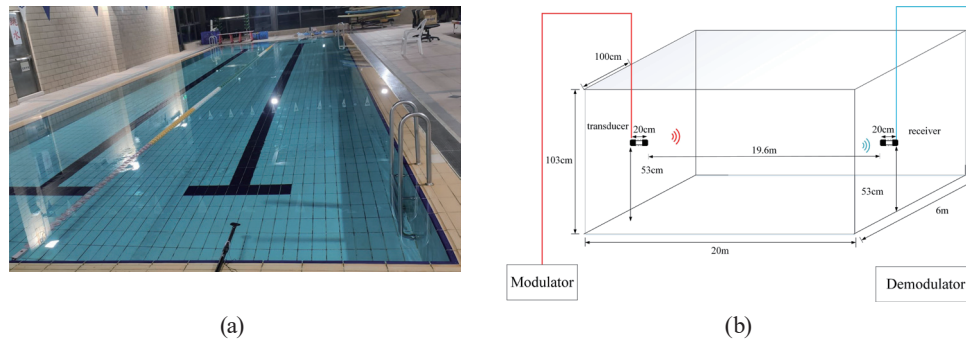 100cm
transducer
20cm
20cm
receiver
103cm
19.6m
53cm
53cm
6m
20m
Modulator
Demodulator
(a)
(b)